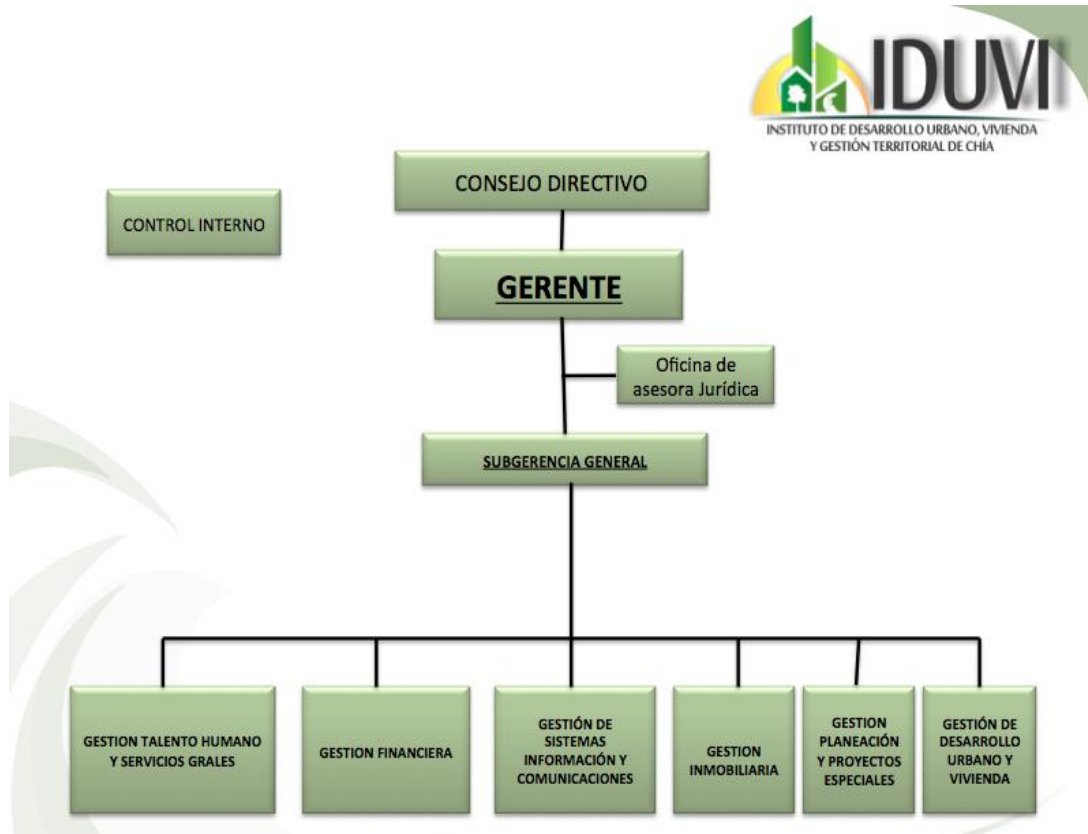 IDUVI
INSTITUTO DE DESARROLLO URBANO, VIVIENDA
Y GESTIÓN TERRITORIAL DE CHÍA
CONSEJO DIRECTIVO
CONTROL INTERNO
GERENTE
Oficina de
asesora Jurídica
SUBGERENCIA GENERAL
GESTION TALENTO HUMANO
Y SERVICIOS GRALES
GESTION FINANCIERA
GESTIÓN DE
SISTEMAS
INFORMACIÓN Y
COMUNICACIONES
GESTION
INMOBILIARIA
GESTION
PLANEACIÓN
Y PROYECTOS
ESPECIALES
GESTIÓN DE
DESARROLLO
URBANO Y
VIVIENDA